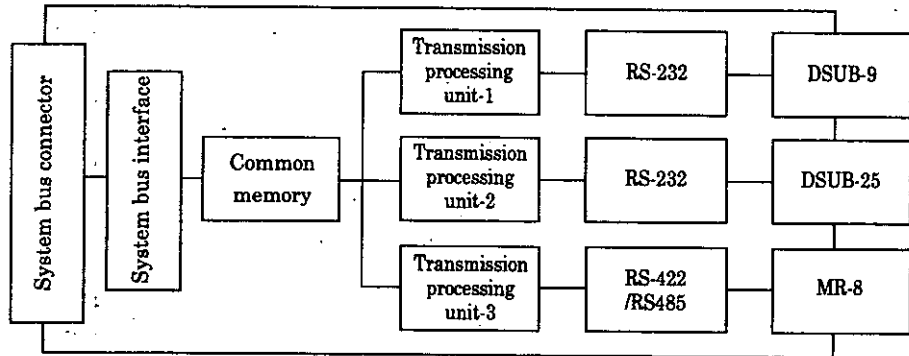 System bus connector
System bus interface
Common
memory
Transmission
processing
unit-1
RS-232
DSUB-9
Transmission
processing
unit-2
RS-232
DSUB-25
Transmission
processing
unit-3
RS-422
/RS485
MR-8